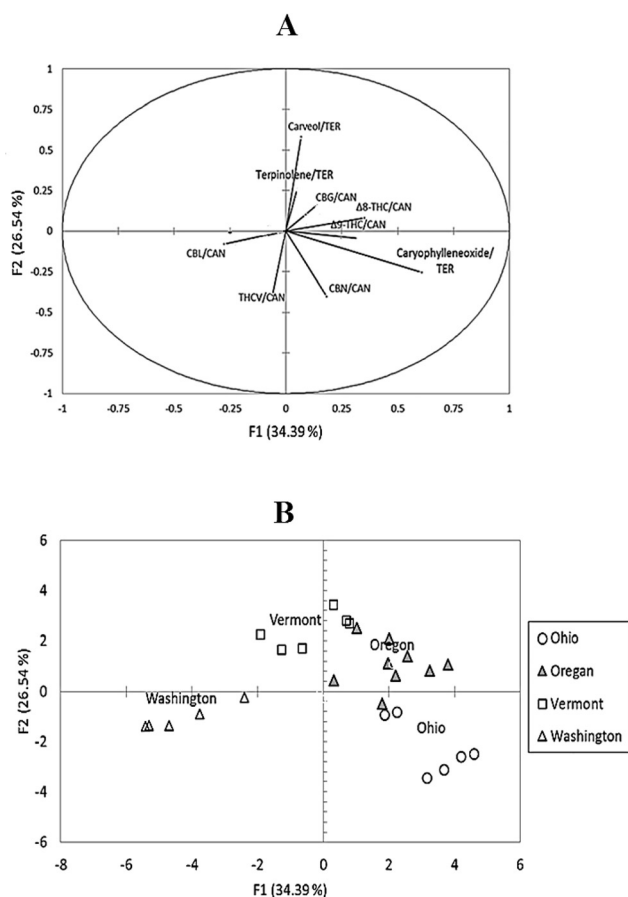 A
1
0.75
0.5
0.25
0
-0.25
-0.5
-0.75
-1
F2 (26.54 %)
Carveol/TER
Terpinolene/TER
CBG/CAN
Δ8-THC/CAN
Δ9-THC/CAN
CBL/CAN
Caryophylleneoxide/
TER
THCV/CAN
CBN/CAN
-1 -0.75 -0.5 -0.25 0 0.25 0.5 0.75 1
F1 (34.39 %)
B
6
4
2
0
-2
-4
-6
F2 (26.54 %)
Vermont
Oregon
Washington
Ohio
-8 -6 -4 -2 0 2 4 6
F1 (34.39 %)
Ohio
Oregan
Vermont
Washington